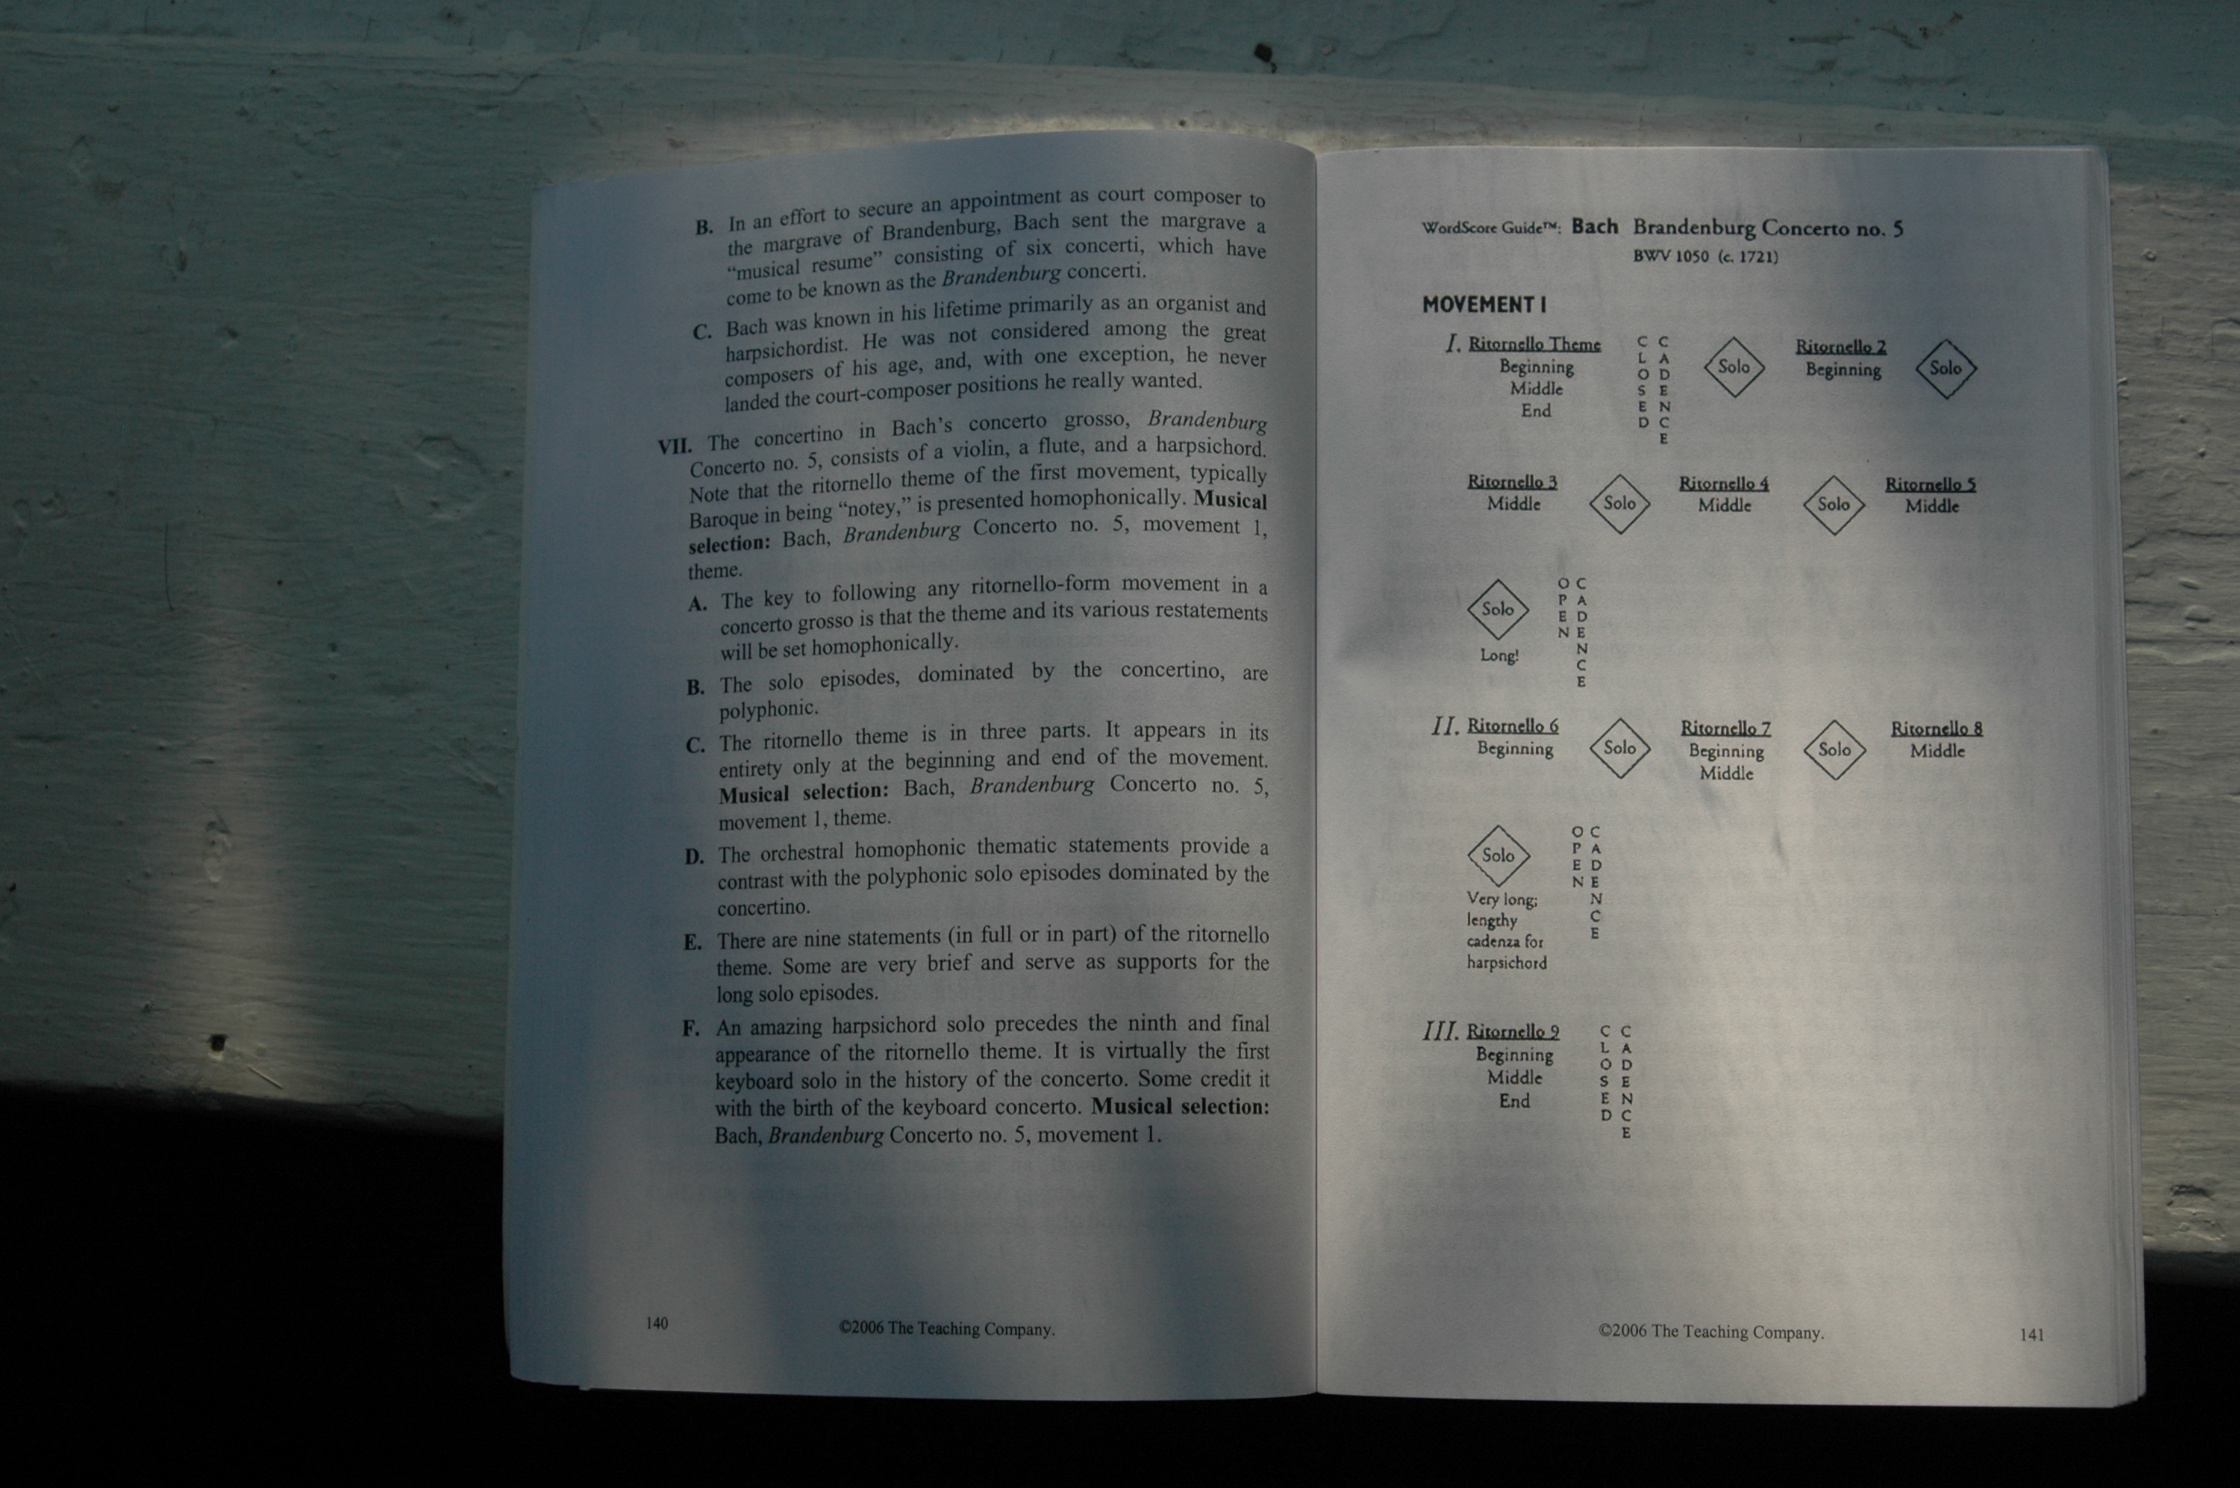 B. In an effort to secure an appointment as court composer to
the margrave of Brandenburg, Bach sent the margrave a
“musical resume” consisting of six concerti, which have
come to be known as the Brandenburg concerti.
C. Bach was known in his lifetime primarily as an organist and
harpsichordist. He was not considered among the great
composers of his age, and, with one exception, he never
landed the court-composer positions he really wanted.
VII. The concertino in Bach’s concerto grosso, Brandenburg
Concerto no. 5, consists of a violin, a flute, and a harpsichord.
Note that the ritornello theme of the first movement, typically
Baroque in being “notey,” is presented homophonically. Musical
selection: Bach, Brandenburg Concerto no. 5, movement 1,
theme.
A. The key to following any ritornello-form movement in a
concerto grosso is that the theme and its various restatements
will be set homophonically.
B. The solo episodes, dominated by the concertino, are
polyphonic.
C. The ritornello theme is in three parts. It appears in its
entirety only at the beginning and end of the movement.
Musical selection: Bach, Brandenburg Concerto no. 5,
movement 1, theme.
D. The orchestral homophonic thematic statements provide a
contrast with the polyphonic solo episodes dominated by the
concertino.
E. There are nine statements (in full or in part) of the ritornello
theme. Some are very brief and serve as supports for the
long solo episodes.
F. An amazing harpsichord solo precedes the ninth and final
appearance of the ritornello theme. It is virtually the first
keyboard solo in the history of the concerto. Some credit it
with the birth of the keyboard concerto. Musical selection:
Bach, Brandenburg Concerto no. 5, movement 1.
140
©2006 The Teaching Company.
WordScore Guide™: Bach Brandenburg Concerto no. 5
BWV 1050 (c. 1721)
MOVEMENT I
I. Ritornello Theme
Beginning
Middle
End
CLOSED
CADENCE
Solo
Ritornello 2
Beginning
Solo
Ritornello 3
Middle
Solo
Ritornello 4
Middle
Solo
Ritornello 5
Middle
Solo
Long!
OPEN
CADENCE
II. Ritornello 6
Beginning
Solo
Ritornello 7
Beginning
Middle
Solo
Ritornello 8
Middle
Solo
Very long;
lengthy
cadenza for
harpsichord
OPEN
CADENCE
III. Ritornello 9
Beginning
Middle
End
CLOSED
CADENCE
©2006 The Teaching Company.
141